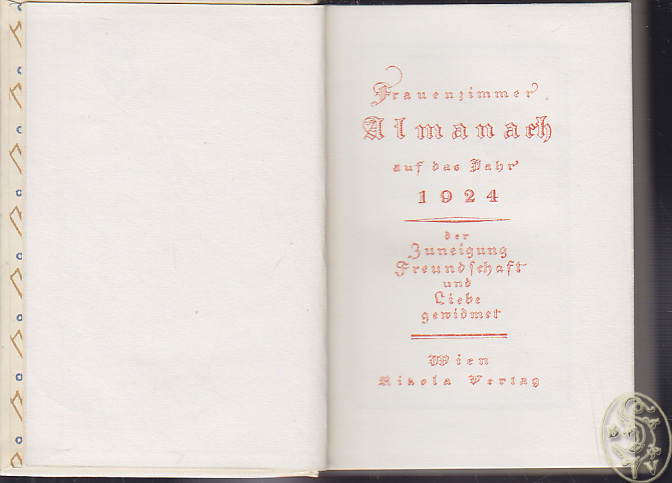 Frauenzimmer
Almanach
auf das Jahr
1924
der
Zuneigung
Freundschaft
und
Liebe
gewidmet
Wien
Rikola Verlag